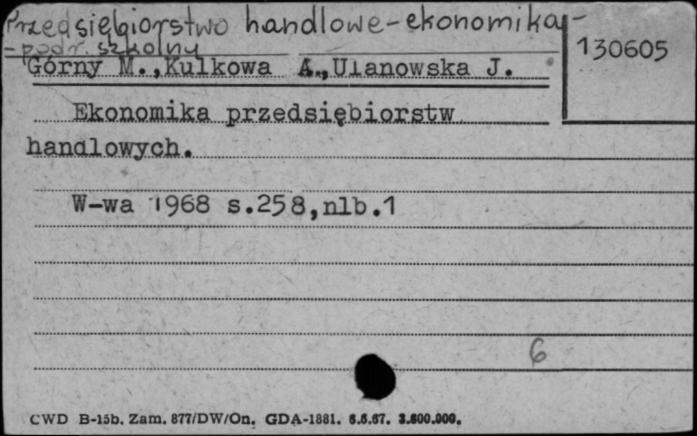 Przedsiębiorstwo handlowe-ekonomika-
-podr. szkolny
130605
Górny M.,Kulkowa A.,Ulanowska J.
Ekonomika przedsiębiorstw
handlowych.
W-wa 1968 s.258,nlb.1
6
CWD B-15b. Zam. 877/DW/On. GDA-1881. 6.6.67. 3.800.000.